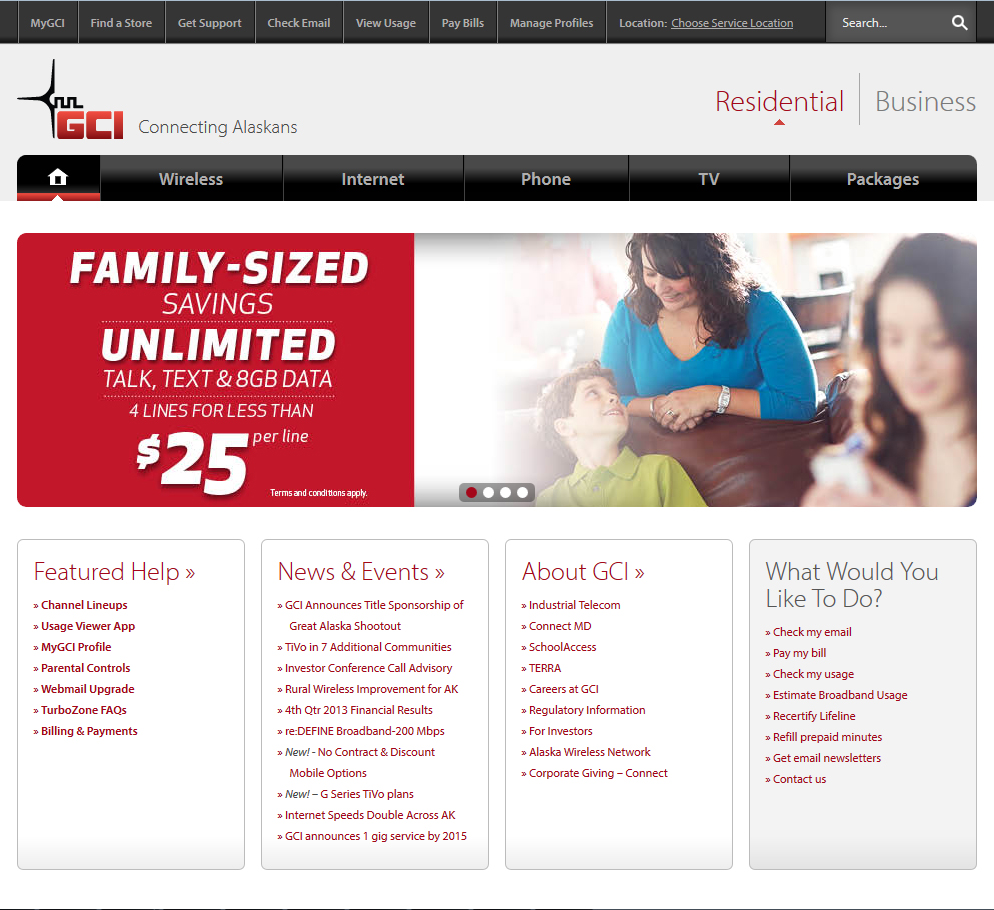 MyGCI Find a Store Get Support Check Email View Usage Pay Bills Manage Profiles Location: Choose Service Location Search...
GCI Connecting Alaskans
Residential Business
Wireless Internet Phone TV Packages
FAMILY-SIZED
SAVINGS
UNLIMITED
TALK, TEXT & 8GB DATA
4 LINES FOR LESS THAN
$25 per line
Terms and conditions apply.
Featured Help »
» Channel Lineups
» Usage Viewer App
» MyGCI Profile
» Parental Controls
» Webmail Upgrade
» TurboZone FAQs
» Billing & Payments
News & Events »
» GCI Announces Title Sponsorship of
Great Alaska Shootout
» TiVo in 7 Additional Communities
» Investor Conference Call Advisory
» Rural Wireless Improvement for AK
» 4th Qtr 2013 Financial Results
» re:DEFINE Broadband-200 Mbps
» New! - No Contract & Discount
Mobile Options
» New! – G Series TiVo plans
» Internet Speeds Double Across AK
» GCI announces 1 gig service by 2015
About GCI »
» Industrial Telecom
» Connect MD
» SchoolAccess
» TERRA
» Careers at GCI
» Regulatory Information
» For Investors
» Alaska Wireless Network
» Corporate Giving – Connect
What Would You
Like To Do?
» Check my email
» Pay my bill
» Check my usage
» Estimate Broadband Usage
» Recertify Lifeline
» Refill prepaid minutes
» Get email newsletters
» Contact us